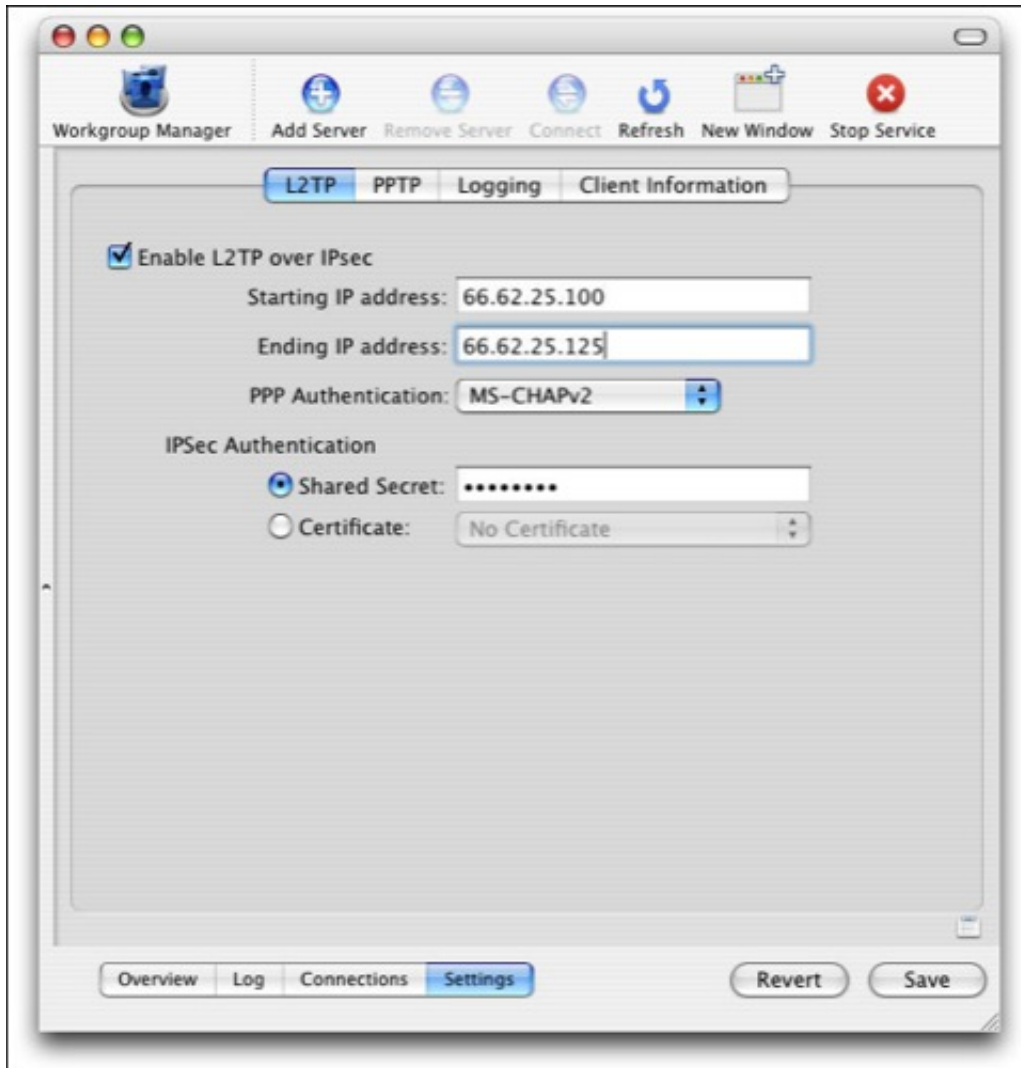 Workgroup Manager Add Server Remove Server Connect Refresh New Window Stop Service
L2TP PPTP Logging Client Information
Enable L2TP over IPsec
Starting IP address: 66.62.25.100
Ending IP address: 66.62.25.125
PPP Authentication: MS-CHAPv2
IPSec Authentication
Shared Secret: ••••••••
Certificate: No Certificate
Overview Log Connections Settings Revert Save